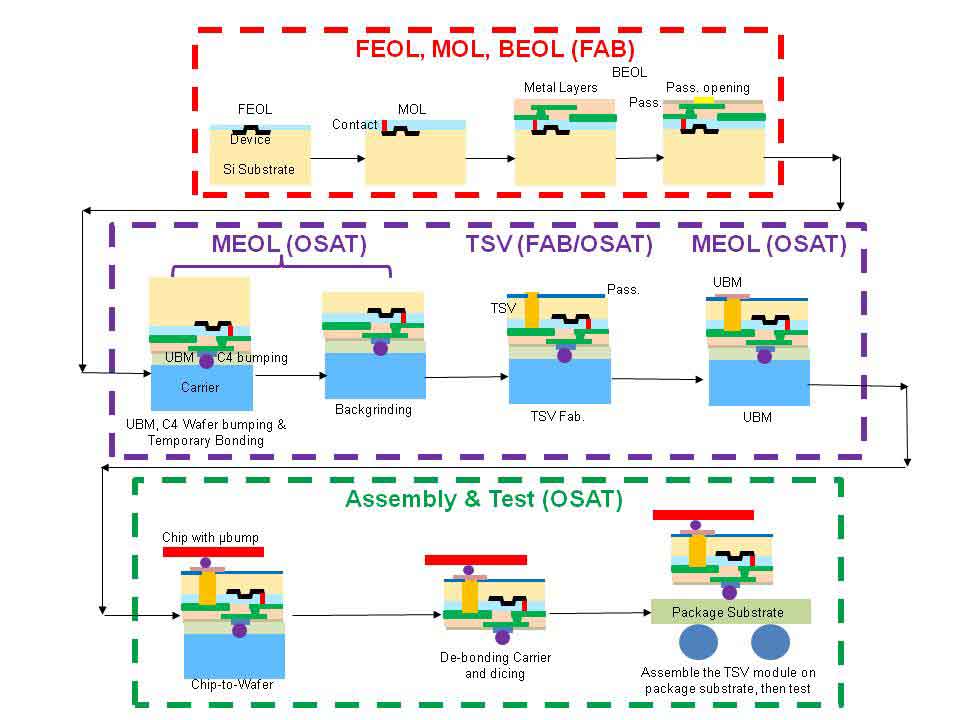 FEOL, MOL, BEOL (FAB)
BEOL
FEOL
MOL
Metal Layers
Pass.
Pass. opening
Contact
Device
Si Substrate
MEOL (OSAT)
TSV (FAB/OSAT)
MEOL (OSAT)
Pass.
UBM
TSV
UBM
C4 bumping
Carrier
UBM, C4 Wafer bumping &
Temporary Bonding
Backgrinding
TSV Fab.
UBM
Assembly & Test (OSAT)
Chip with μbump
Package Substrate
Chip-to-Wafer
De-bonding Carrier
and dicing
Assemble the TSV module on
package substrate, then test